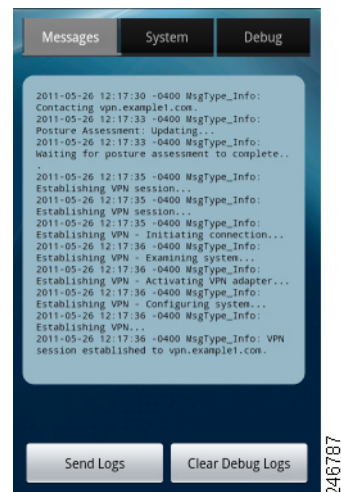 Messages
System
Debug
2011-05-26 12:17:30 -0400 MsgType_Info:
Contacting vpn.example1.com.
2011-05-26 12:17:33 -0400 MsgType_Info:
Posture Assessment: Updating...
2011-05-26 12:17:33 -0400 MsgType_Info:
Waiting for posture assessment to complete..
.
2011-05-26 12:17:35 -0400 MsgType_Info:
Establishing VPN session...
2011-05-26 12:17:35 -0400 MsgType_Info:
Establishing VPN session...
2011-05-26 12:17:35 -0400 MsgType_Info:
Establishing VPN - Initiating connection...
2011-05-26 12:17:36 -0400 MsgType_Info:
Establishing VPN - Examining system...
2011-05-26 12:17:36 -0400 MsgType_Info:
Establishing VPN - Activating VPN adapter...
2011-05-26 12:17:36 -0400 MsgType_Info:
Establishing VPN - Configuring system...
2011-05-26 12:17:36 -0400 MsgType_Info:
Establishing VPN...
2011-05-26 12:17:36 -0400 MsgType_Info: VPN
session established to vpn.example1.com.
Send Logs
Clear Debug Logs
246787